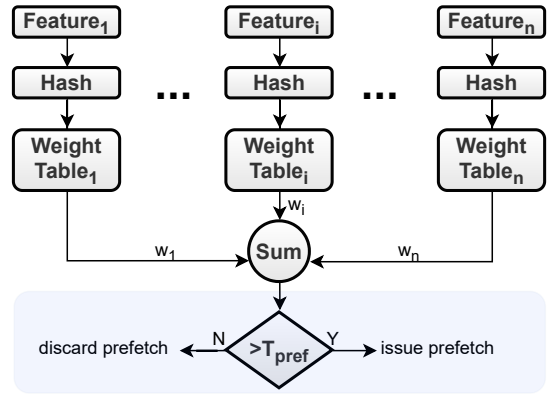 Feature1 Featurei Featuren
Hash ... Hash ... Hash
Weight Table1 Weight Tablei Weight Tablen
wi
w1 Sum wn
discard prefetch N >Tpref Y issue prefetch